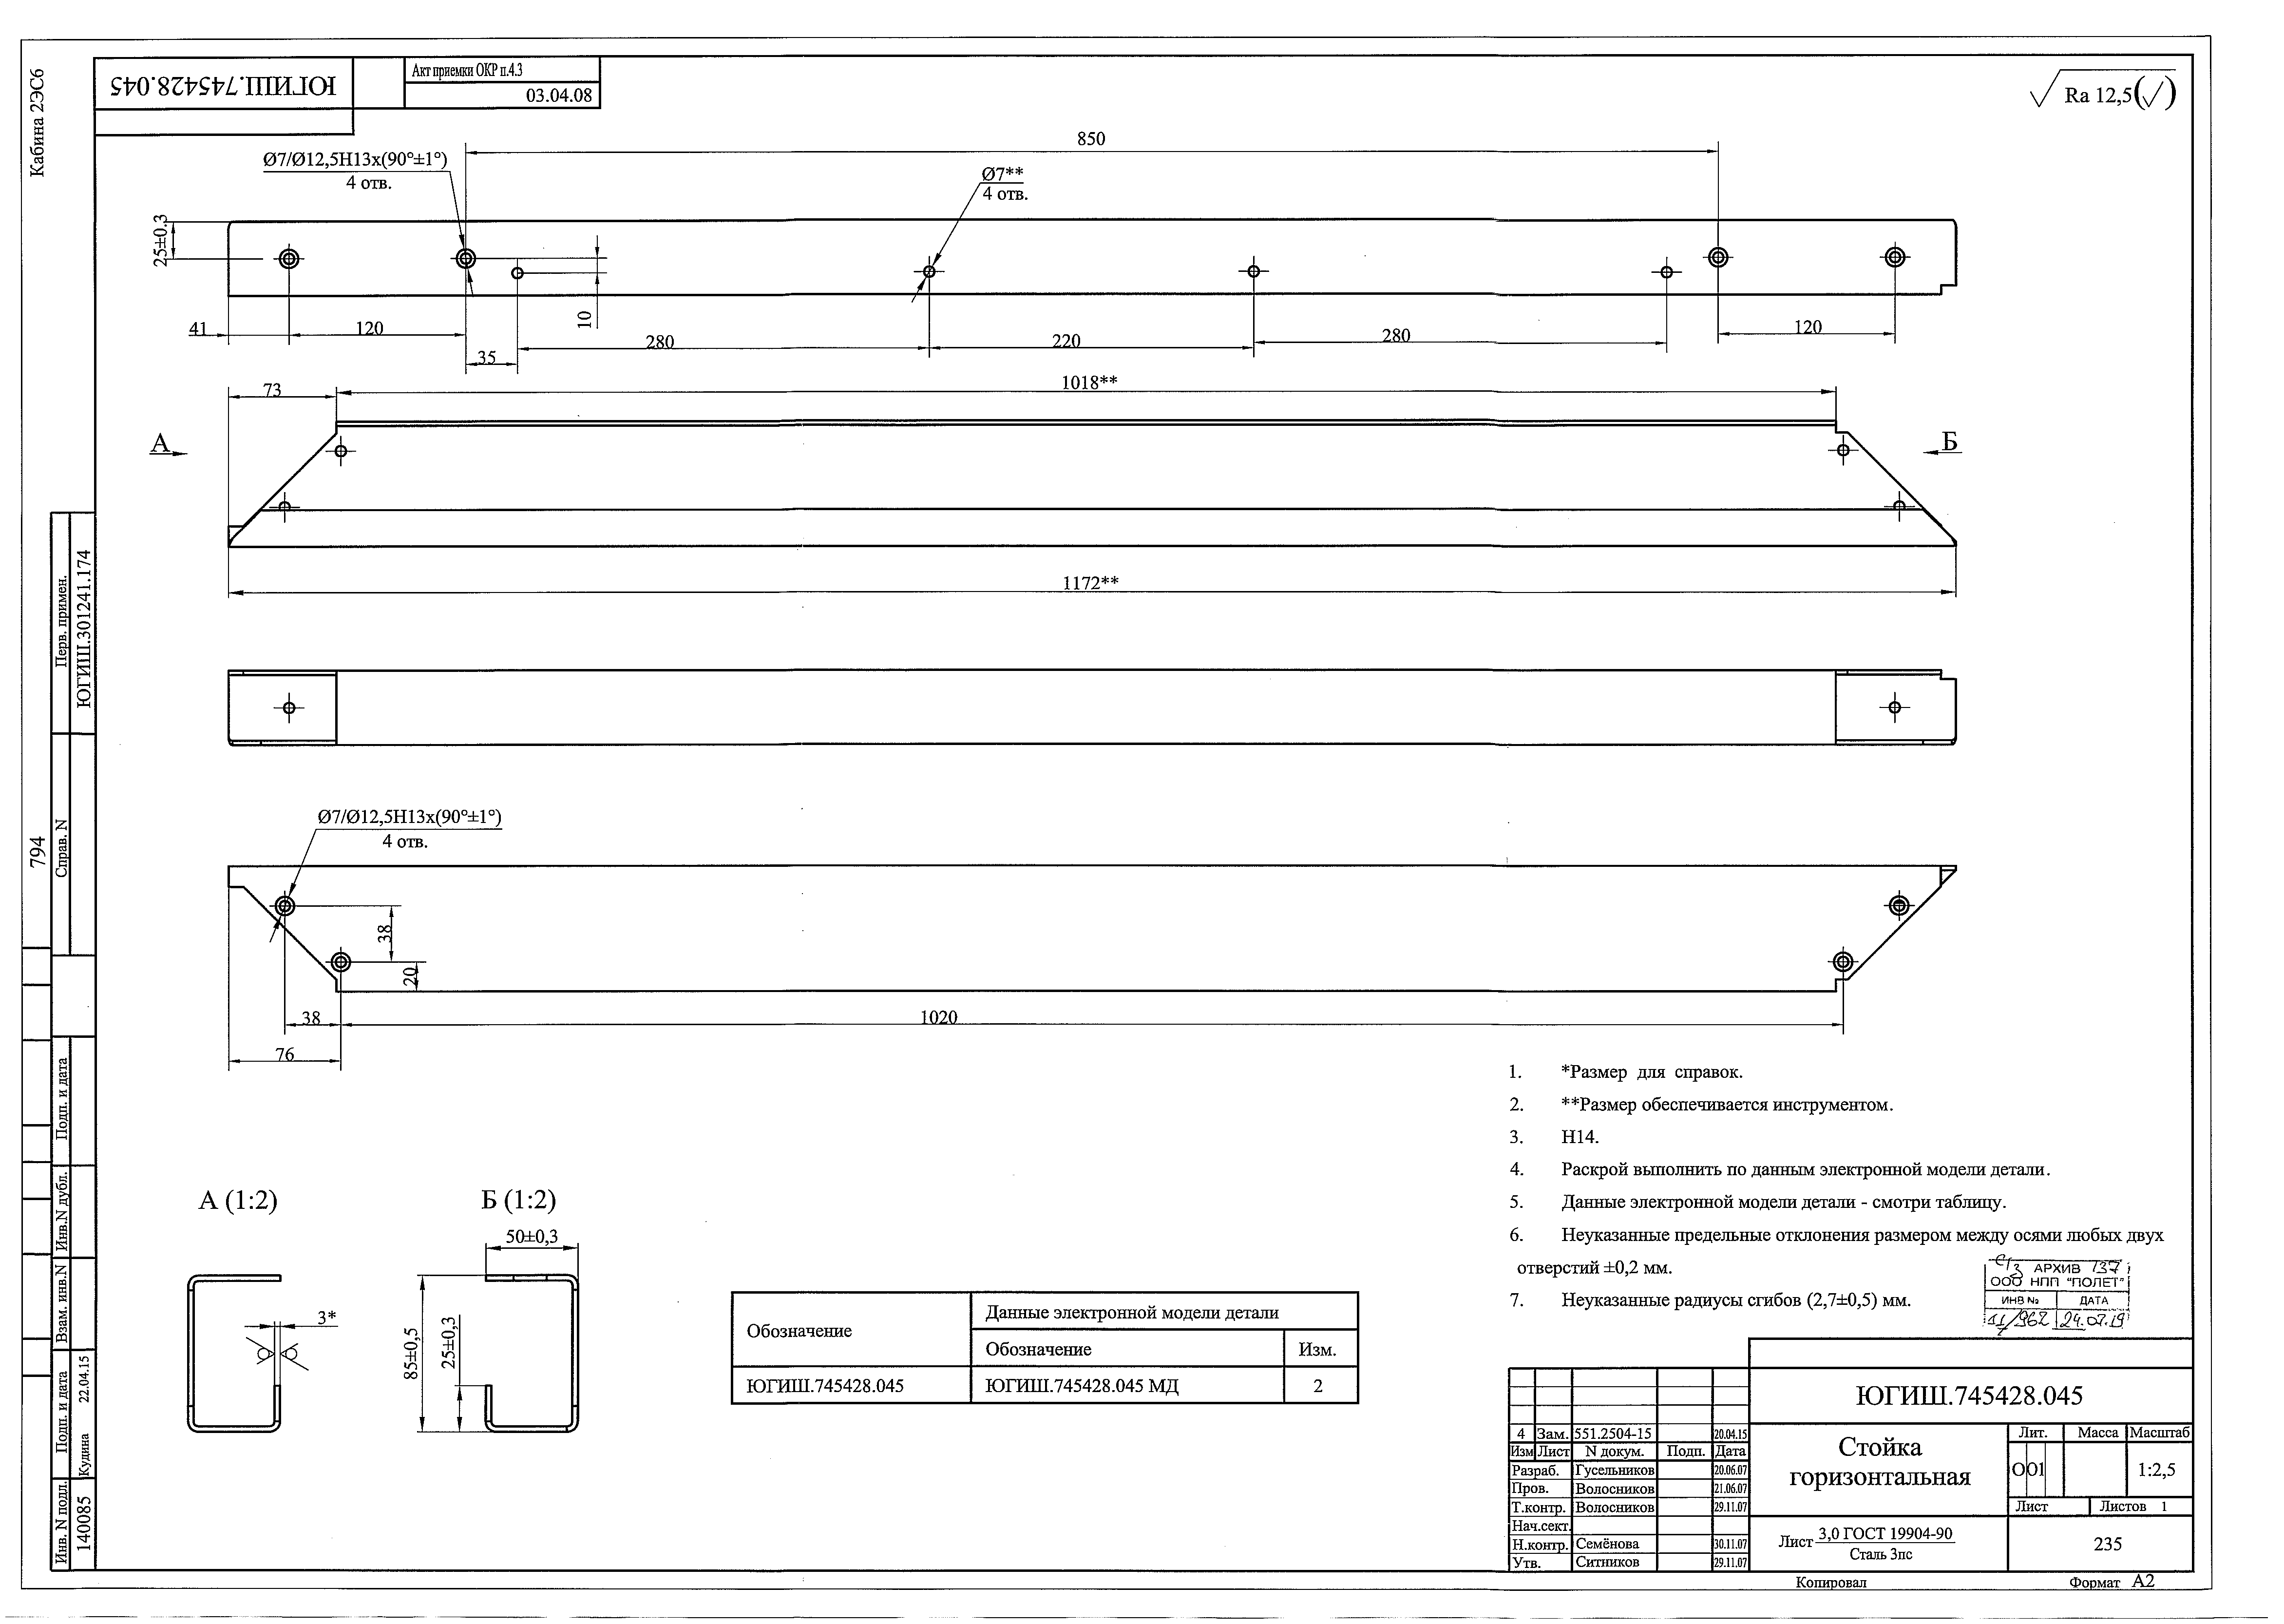 Кабина 2ЭС6
ЮГИШ.745428.045
Акт приемки ОКР п.4.3
03.04.08
Ra 12,5(√)
850
Ø7/Ø12,5H13x(90°±1°)
4 отв.
Ø7**
4 отв.
25±0.3
41
120
35
10
280
220
280
120
73
1018**
А
Б
1172**
Ø7/Ø12,5H13x(90°±1°)
4 отв.
38
20
38
1020
76
А (1:2)
Б (1:2)
3*
50±0,3
85±0,5
25±0,3
Обозначение
Данные электронной модели детали
Обозначение
Изм.
ЮГИШ.745428.045
ЮГИШ.745428.045 МД
2
1. *Размер для справок.
2. **Размер обеспечивается инструментом.
3. H14.
4. Раскрой выполнить по данным электронной модели детали.
5. Данные электронной модели детали - смотри таблицу.
6. Неуказанные предельные отклонения размером между осями любых двух
отверстий ±0,2 мм.
7. Неуказанные радиусы сгибов (2,7±0,5) мм.
АРХИВ 137
ООО НПП "ПОЛЕТ"
ИНВ № ДАТА
24.07.19
ЮГИШ.745428.045
Стойка
горизонтальная
Лит. Масса Масштаб
О О1 1:2,5
Лист Листов 1
Лист 3,0 ГОСТ 19904-90
Сталь 3пс
235
4 Зам. 551.2504-15 20.04.15
Изм Лист N докум. Подп. Дата
Разраб. Гусельников 20.06.07
Пров. Волосников 21.06.07
Т.контр. Волосников 29.11.07
Нач.сект.
Н.контр. Семёнова 30.11.07
Утв. Ситников 29.11.07
Копировал
Формат А2
Перв. примен.
ЮГИШ.301241.174
Справ. N
794
Подп. и дата
Инв.N дубл.
Взам. инв.N
Подп. и дата
Кудина 22.04.15
Инв. N подл.
140085